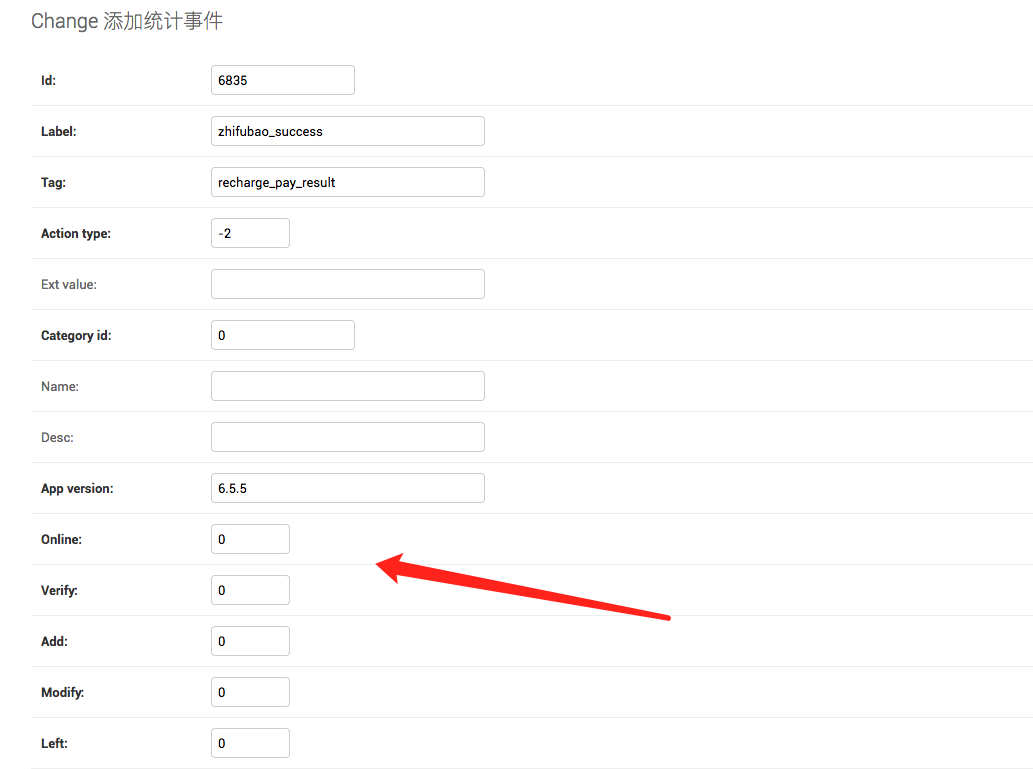 Change 添加统计事件
Id: 6835
Label: zhifubao_success
Tag: recharge_pay_result
Action type: -2
Ext value:
Category id: 0
Name:
Desc:
App version: 6.5.5
Online: 0
Verify: 0
Add: 0
Modify: 0
Left: 0